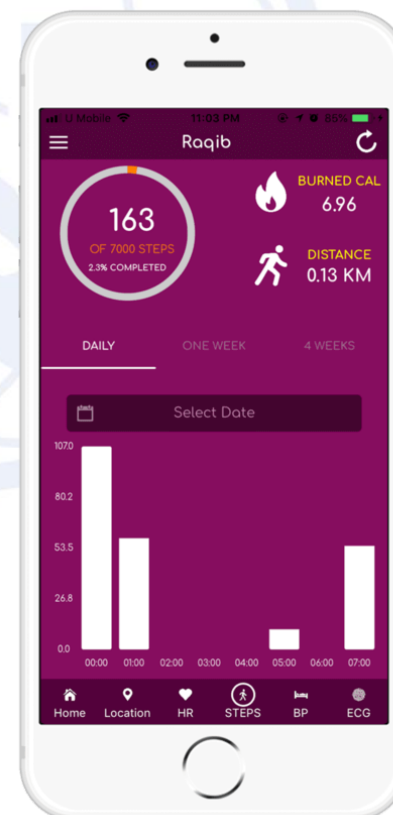 U Mobile 11:03 PM 85%
Raqib
163
OF 7000 STEPS
2.3% COMPLETED
BURNED CAL
6.96
DISTANCE
0.13 KM
DAILY ONE WEEK 4 WEEKS
Select Date
107.0
80.2
53.5
26.8
0.0
00:00 01:00 02:00 03:00 04:00 05:00 06:00 07:00
Home Location HR STEPS BP ECG